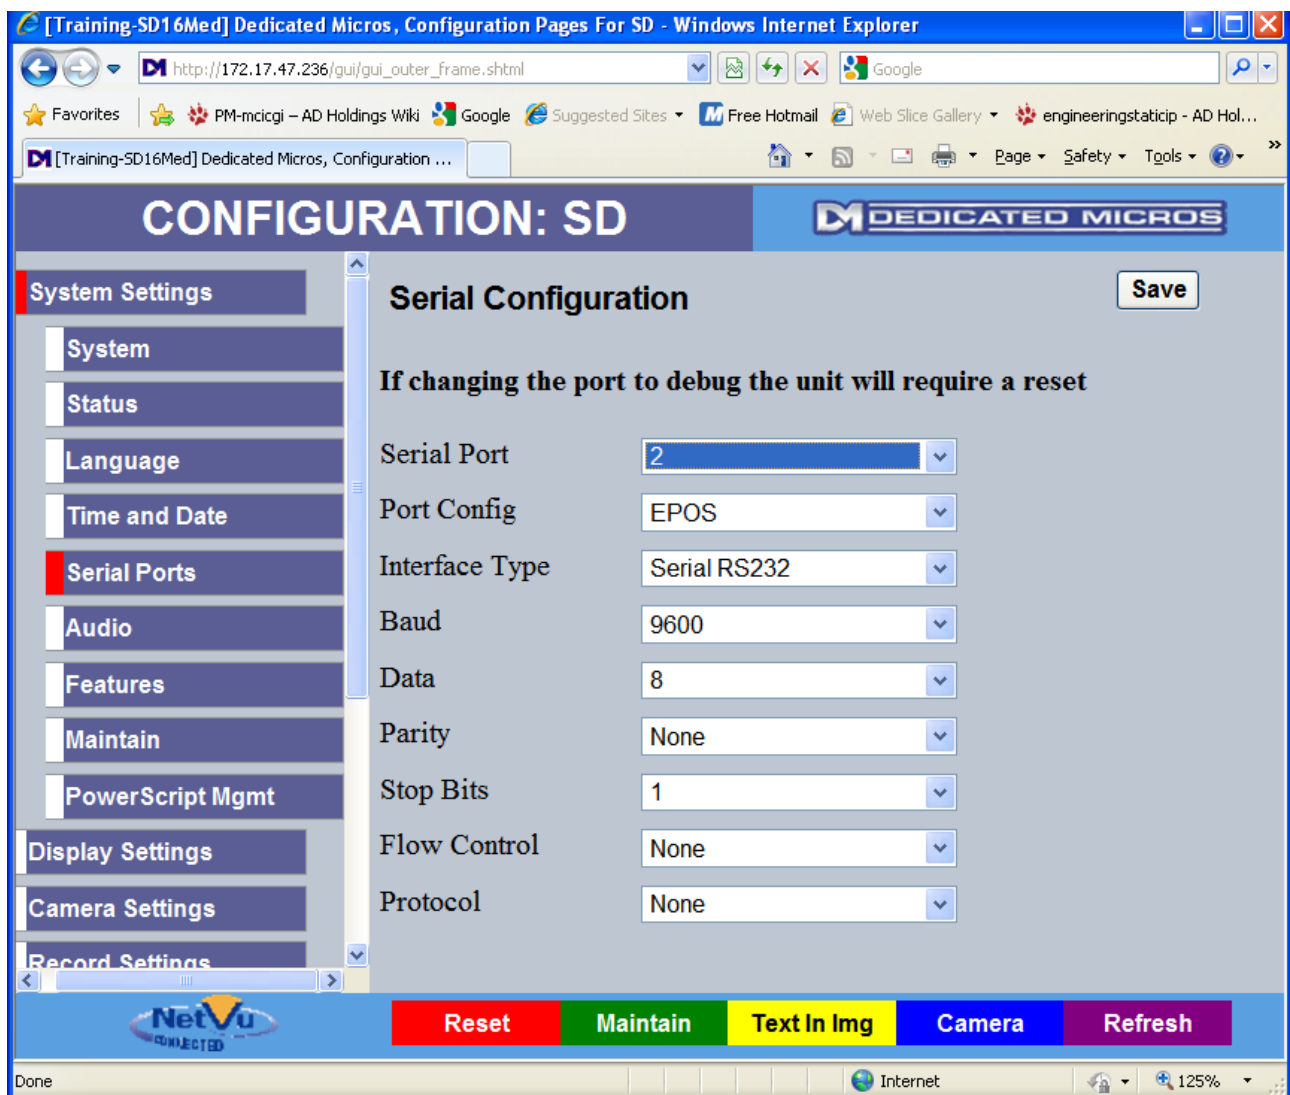 [Training-SD16Med] Dedicated Micros, Configuration Pages For SD - Windows Internet Explorer
http://172.17.47.236/gui/gui_outer_frame.shtml
Google
Favorites
PM-mcicgi – AD Holdings Wiki
Google
Suggested Sites
Free Hotmail
Web Slice Gallery
engineeringstaticip - AD Hol...
[Training-SD16Med] Dedicated Micros, Configuration ...
Page
Safety
Tools
CONFIGURATION: SD
DEDICATED MICROS
System Settings
System
Status
Language
Time and Date
Serial Ports
Audio
Features
Maintain
PowerScript Mgmt
Display Settings
Camera Settings
Record Settings
Serial Configuration
Save
If changing the port to debug the unit will require a reset
Serial Port 2
Port Config EPOS
Interface Type Serial RS232
Baud 9600
Data 8
Parity None
Stop Bits 1
Flow Control None
Protocol None
NetVu
CONNECTED
Reset
Maintain
Text In Img
Camera
Refresh
Done
Internet
125%